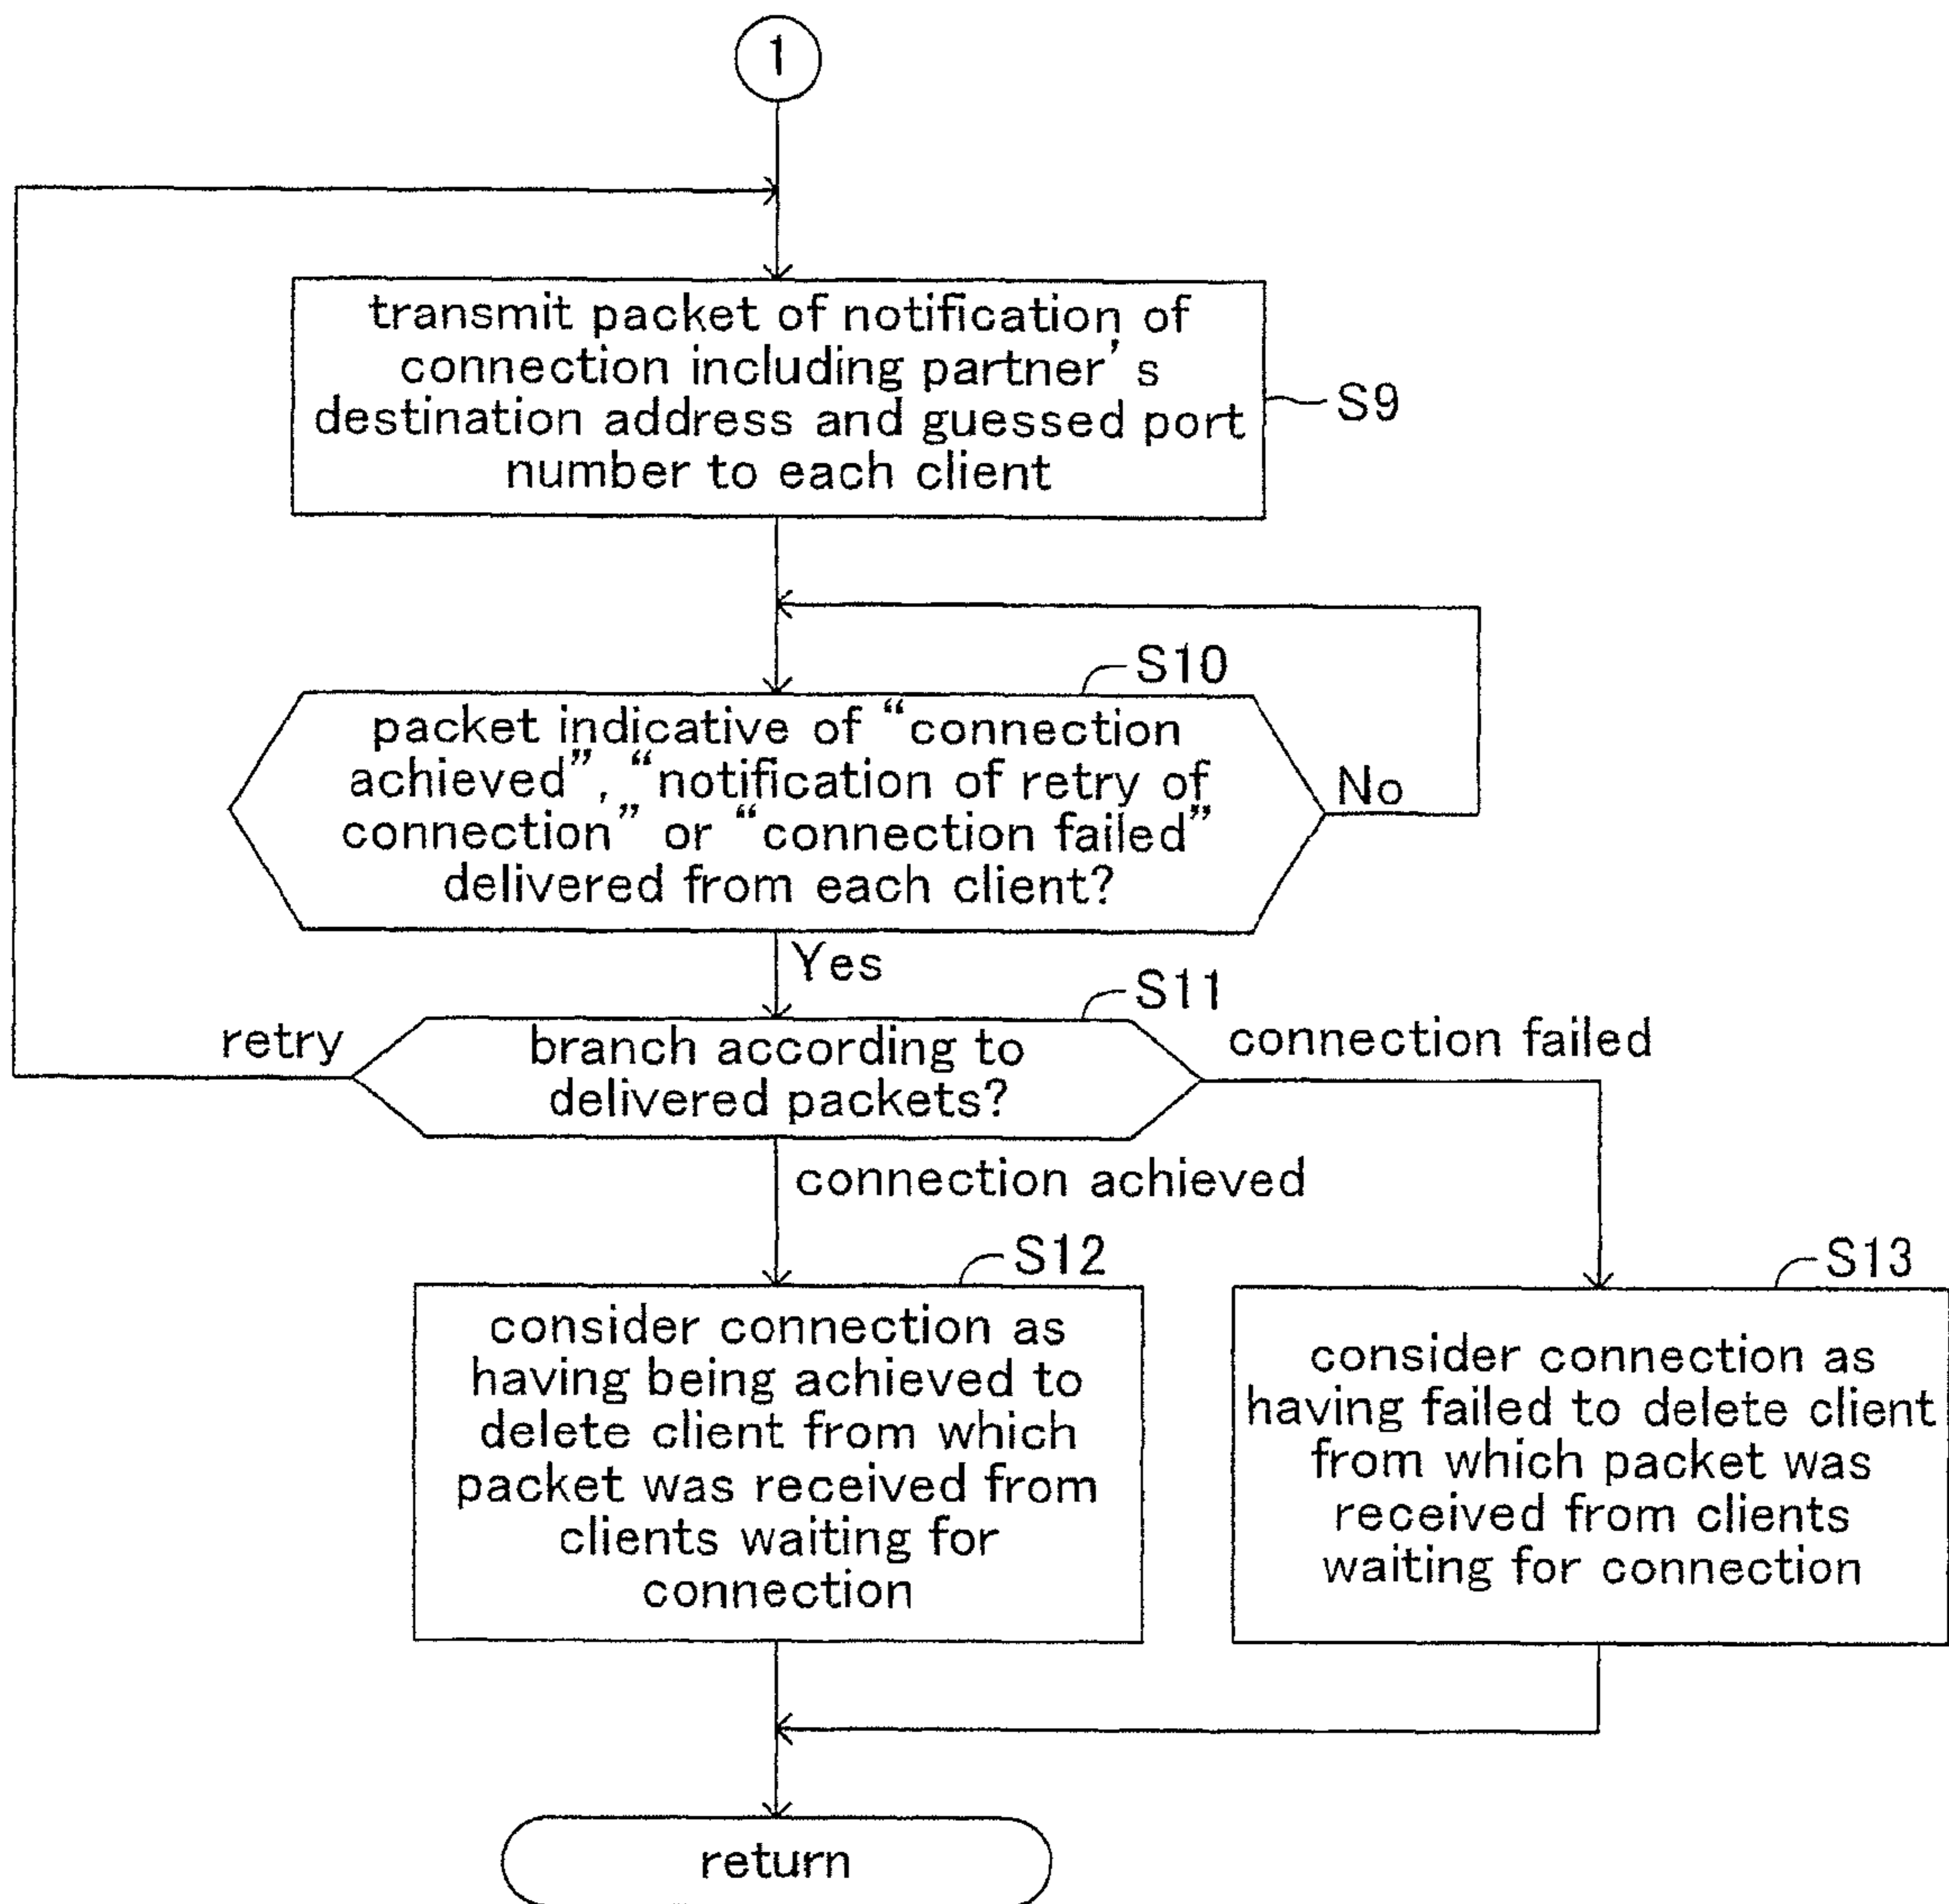 1
transmit packet of notification of
connection including partner's
destination address and guessed port
number to each client
S9
S10
packet indicative of “connection
achieved”, “notification of retry of
connection” or “connection failed”
delivered from each client?
No
Yes
S11
retry
branch according to
delivered packets?
connection failed
connection achieved
S12
consider connection as
having being achieved to
delete client from which
packet was received from
clients waiting for
connection
S13
consider connection as
having failed to delete client
from which packet was
received from clients
waiting for connection
return